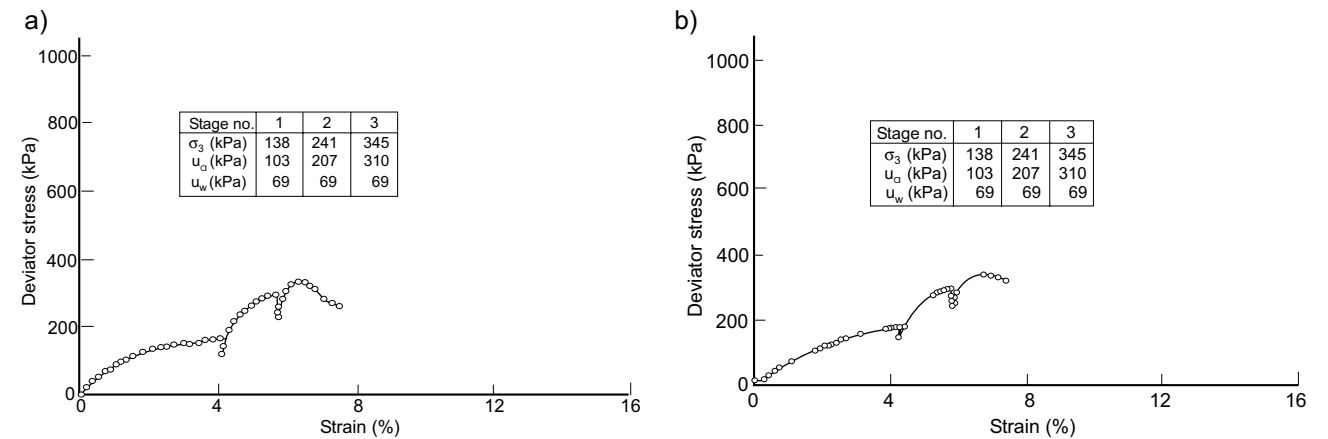 a)
1000
800
600
400
200
0
Deviator stress (kPa)
Stage no. 1 2 3
σ3 (kPa) 138 241 345
uɑ (kPa) 103 207 310
uw (kPa) 69 69 69
0 4 8 12 16
Strain (%)
b)
1000
800
600
400
200
0
Deviator stress (kPa)
Stage no. 1 2 3
σ3 (kPa) 138 241 345
uɑ (kPa) 103 207 310
uw (kPa) 69 69 69
0 4 8 12 16
Strain (%)